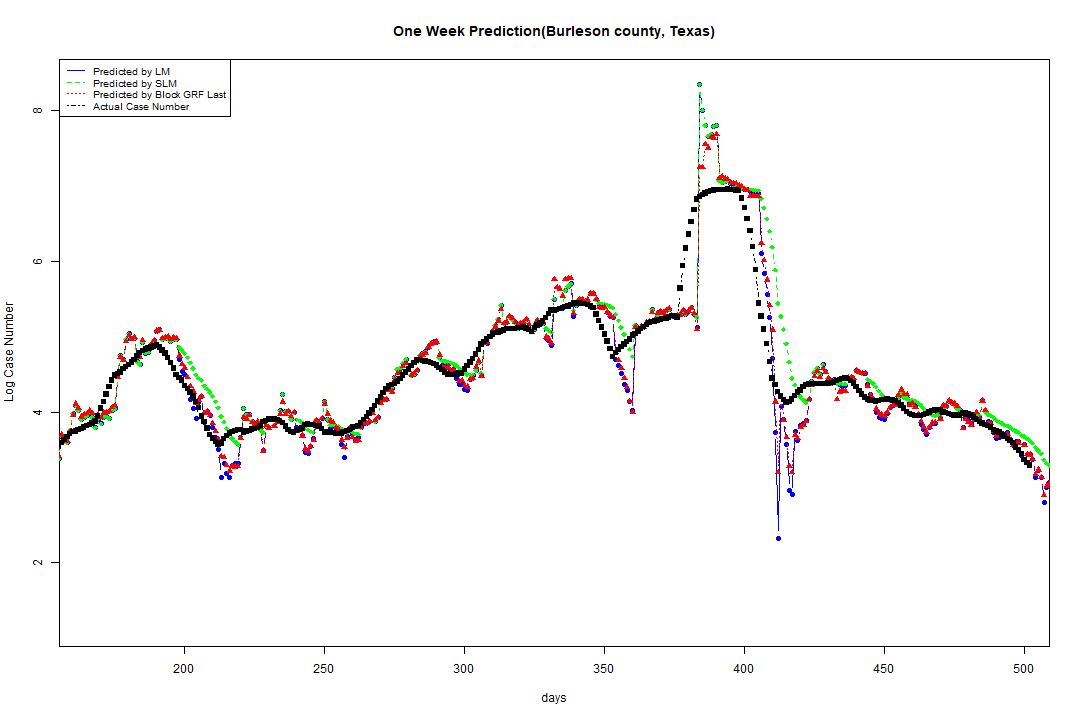 One Week Prediction(Burleson county, Texas)
Predicted by LM
Predicted by SLM
Predicted by Block GRF Last
Actual Case Number
Log Case Number
8
6
4
2
200 250 300 350 400 450 500
days